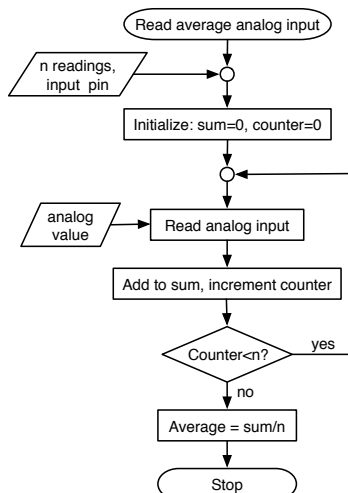 Read average analog input
n readings,
input pin
Initialize: sum=0, counter=0
analog
value
Read analog input
Add to sum, increment counter
Counter<n?
yes
no
Average = sum/n
Stop